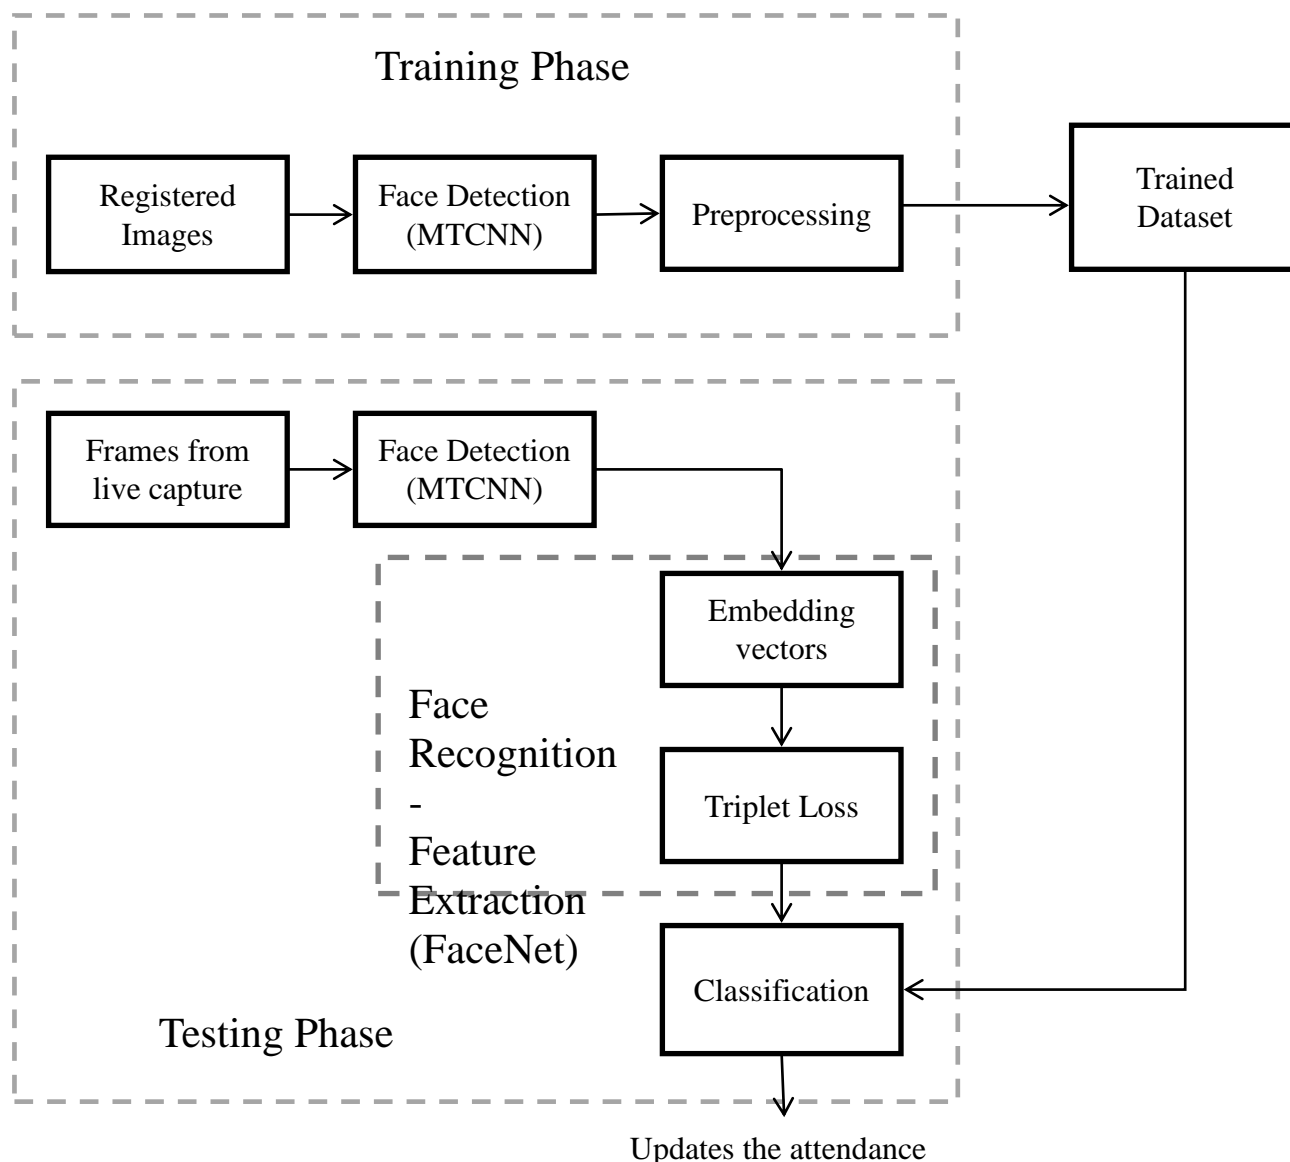 Training Phase
Registered
Images
Face Detection
(MTCNN)
Preprocessing
Trained
Dataset
Frames from
live capture
Face Detection
(MTCNN)
Embedding
vectors
Face
Recognition
-
Feature
Extraction
(FaceNet)
Triplet Loss
Classification
Testing Phase
Updates the attendance